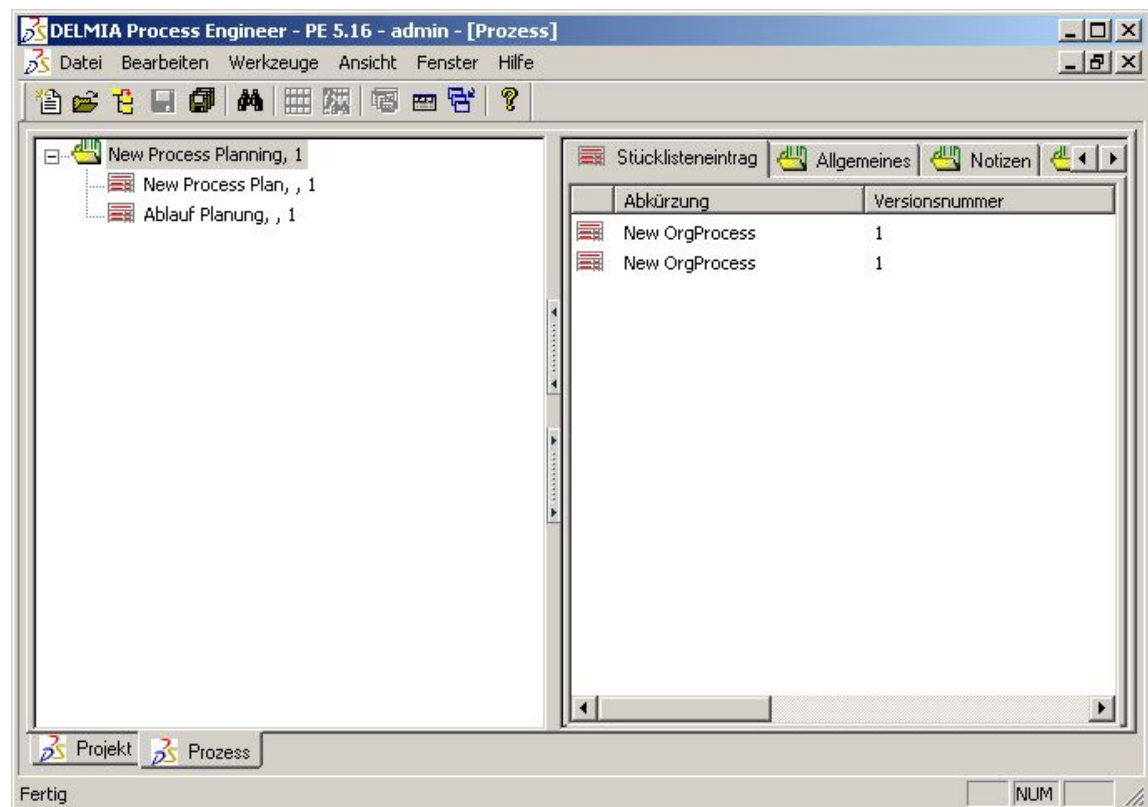 DELMIA Process Engineer - PE 5.16 - admin - [Prozess]
Datei Bearbeiten Werkzeuge Ansicht Fenster Hilfe
New Process Planning, 1
New Process Plan, , 1
Ablauf Planung, , 1
Stücklisteneintrag Allgemeines Notizen
Abkürzung Versionsnummer
New OrgProcess 1
New OrgProcess 1
Projekt Prozess
Fertig NUM